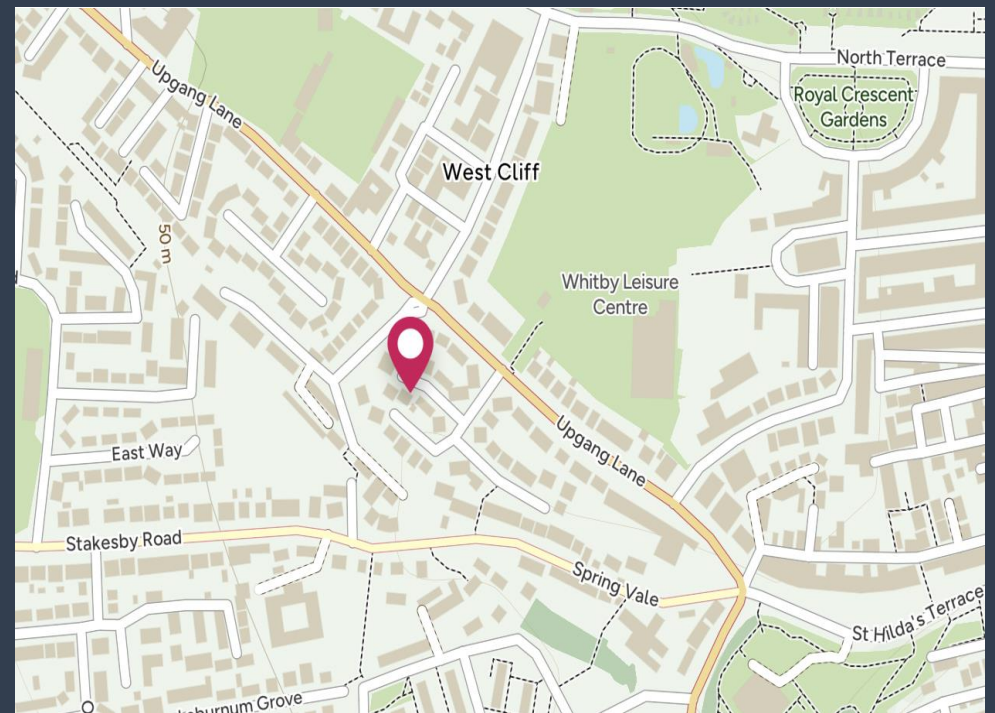 North Terrace
Upgang Lane
Royal Crescent
Gardens
West Cliff
50 m
Whitby Leisure
Centre
Upgang Lane
East Way
Stakesby Road
Spring Vale
St Hilda's Terrace
Grove